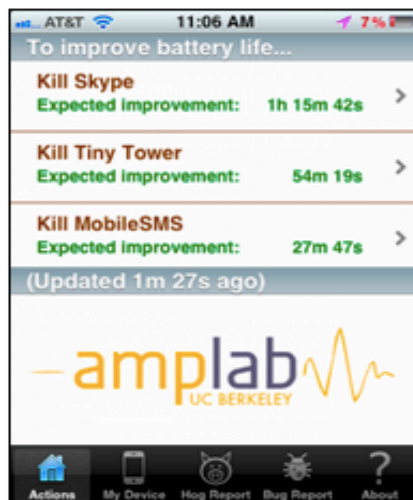 AT&T 11:06 AM 7%
To improve battery life...
Kill Skype
Expected improvement: 1h 15m 42s
Kill Tiny Tower
Expected improvement: 54m 19s
Kill MobileSMS
Expected improvement: 27m 47s
(Updated 1m 27s ago)
amplab
UC BERKELEY
Actions My Device Hog Report Bug Report About